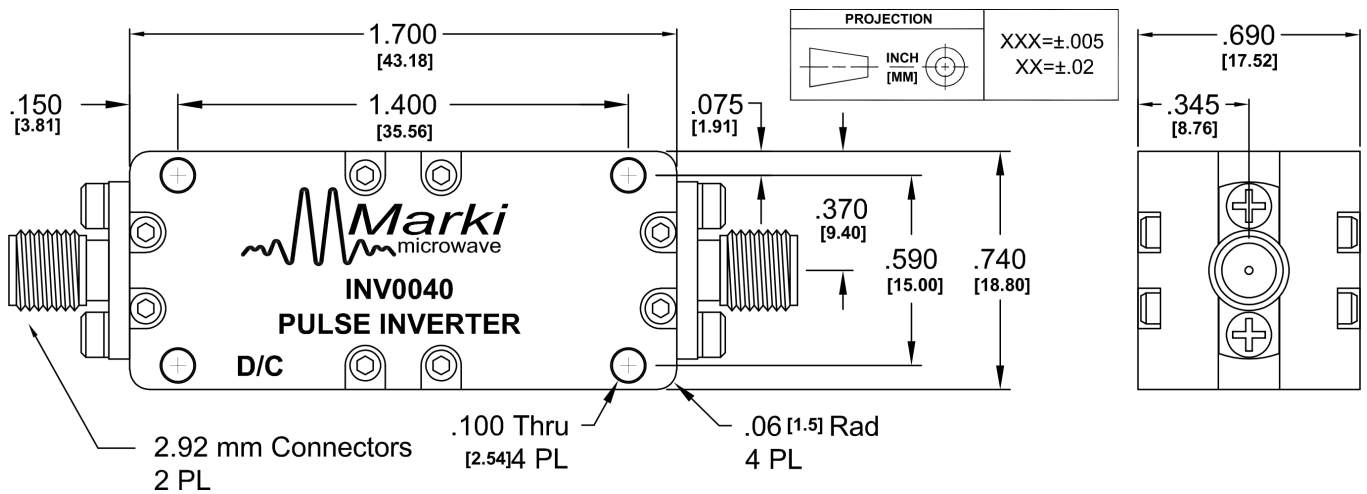 1.700
[43.18]
PROJECTION
INCH
[MM]
XXX=±.005
XX=±.02
.690
[17.52]
.150
[3.81]
1.400
[35.56]
.075
[1.91]
.345
[8.76]
Marki
microwave
.370
[9.40]
.590
[15.00]
.740
[18.80]
INV0040
PULSE INVERTER
D/C
2.92 mm Connectors
2 PL
.100 Thru
[2.54]4 PL
.06 [1.5] Rad
4 PL